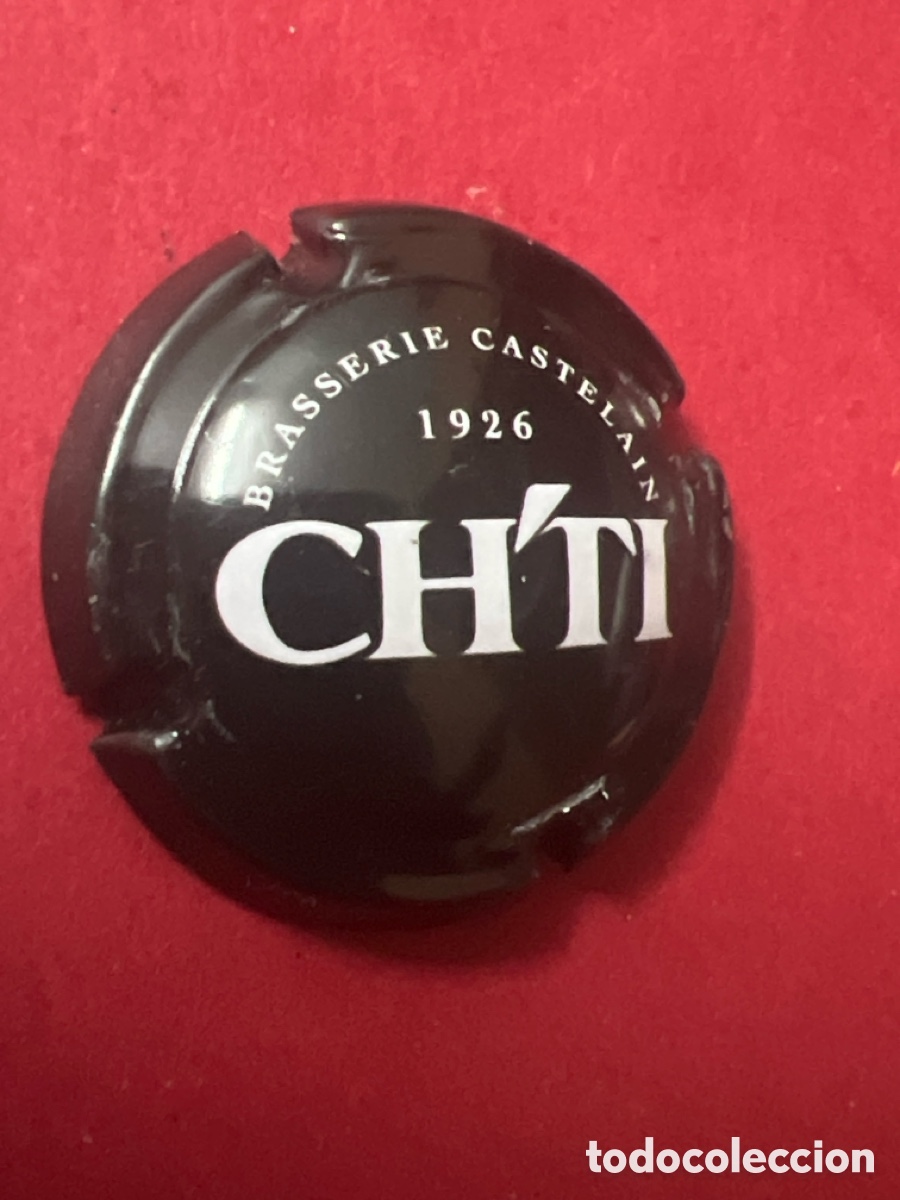 BRASSERIE CASTELAIN
1926
CH'TI
todocoleccion